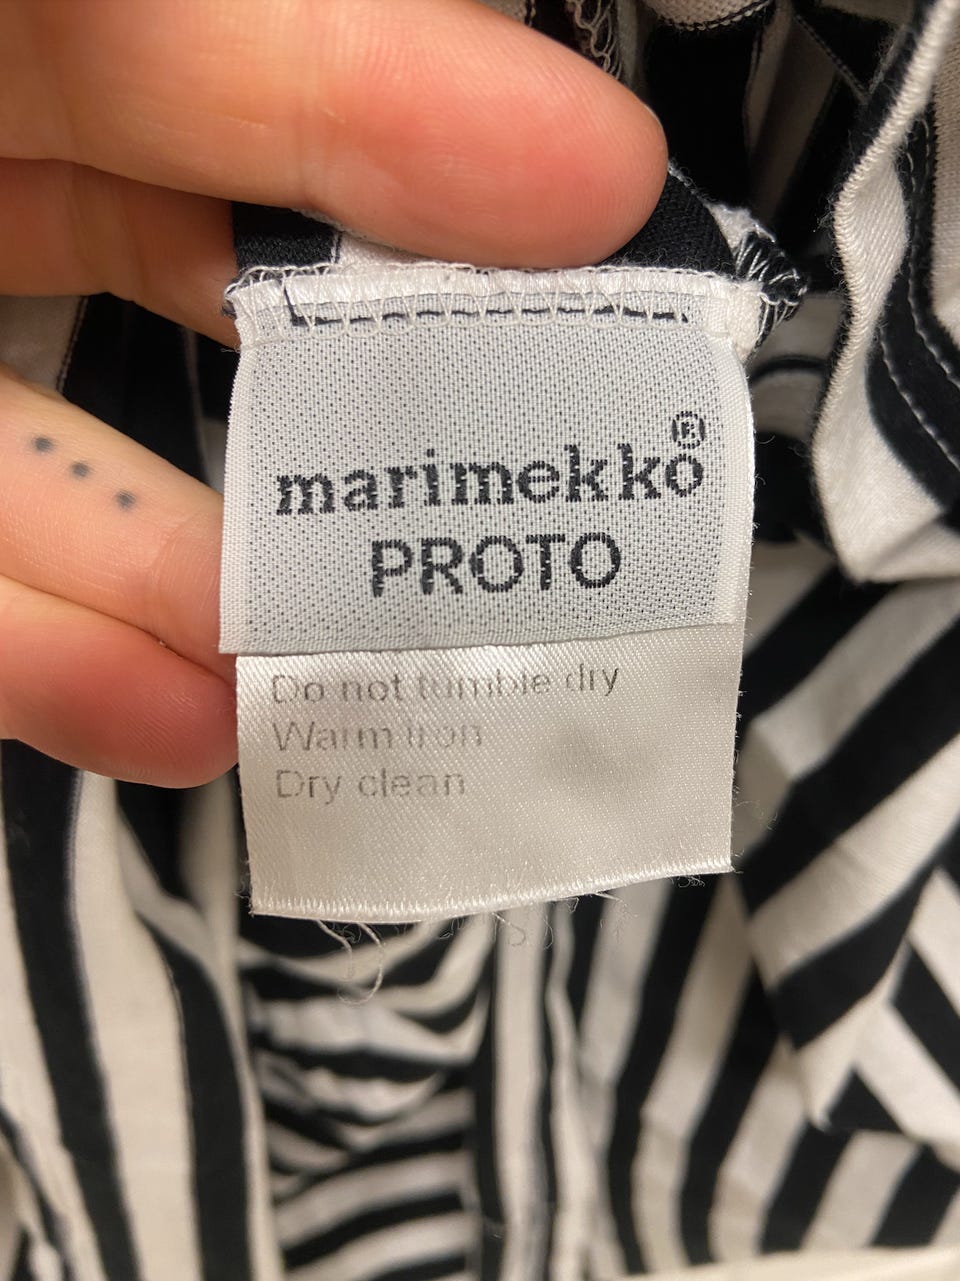 marimekko®
PROTO
Do not tumble dry
Warm iron
Dry clean